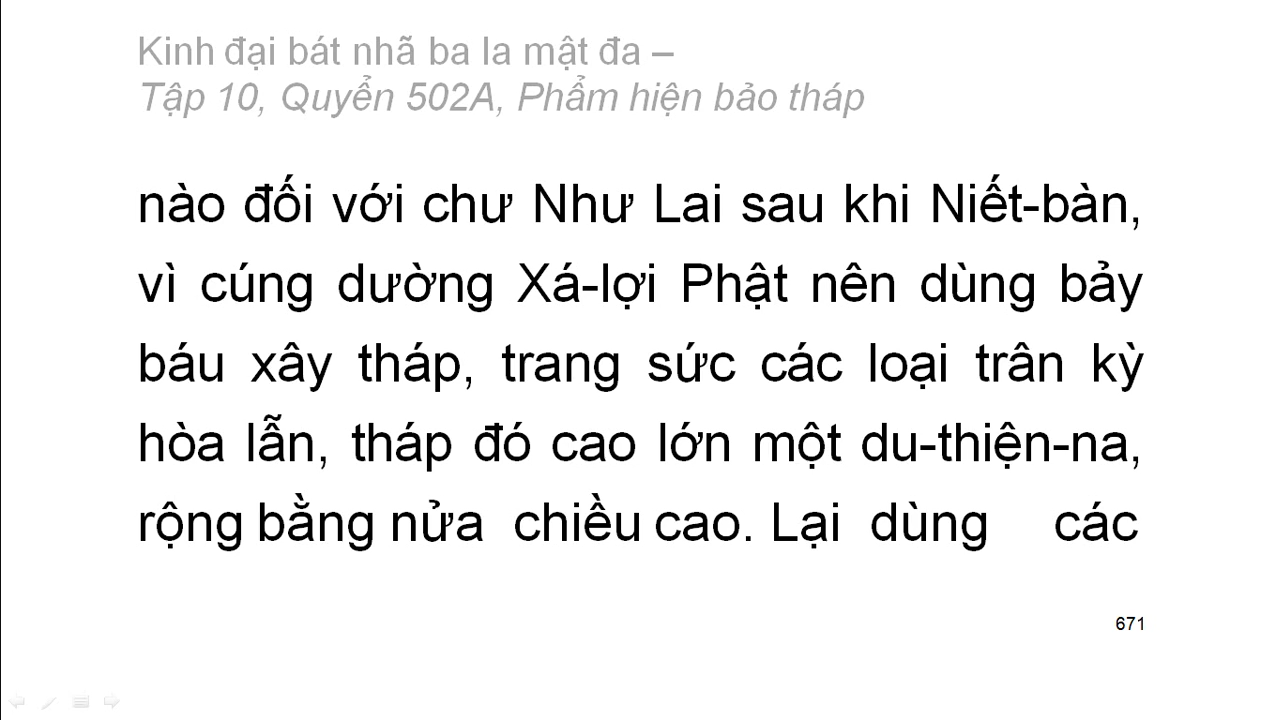 Kinh đại bát nhã ba la mật đa –
Tập 10, Quyển 502A, Phẩm hiện bảo tháp
nào đối với chư Như Lai sau khi Niết-bàn,
vì cúng dường Xá-lợi Phật nên dùng bảy
báu xây tháp, trang sức các loại trân kỳ
hòa lẫn, tháp đó cao lớn một du-thiện-na,
rộng bằng nửa chiều cao. Lại dùng các
671